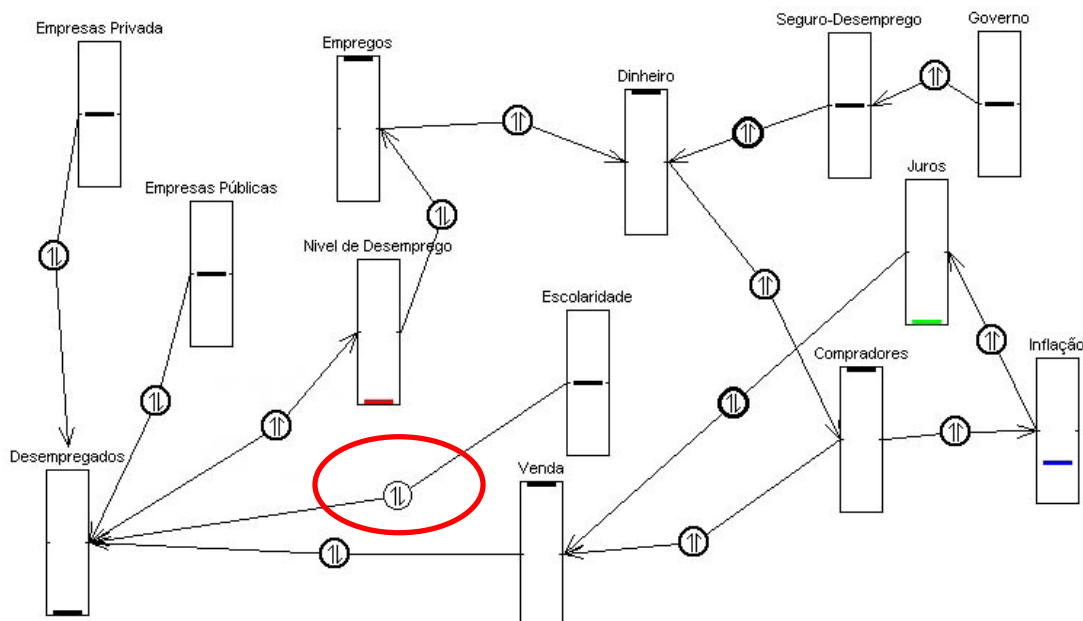 Empresas Privada
Empregos
Seguro-Desemprego
Governo
Dinheiro
Juros
Empresas Públicas
Nivel de Desemprego
Escolaridade
Compradores
Inflação
Desempregados
Venda